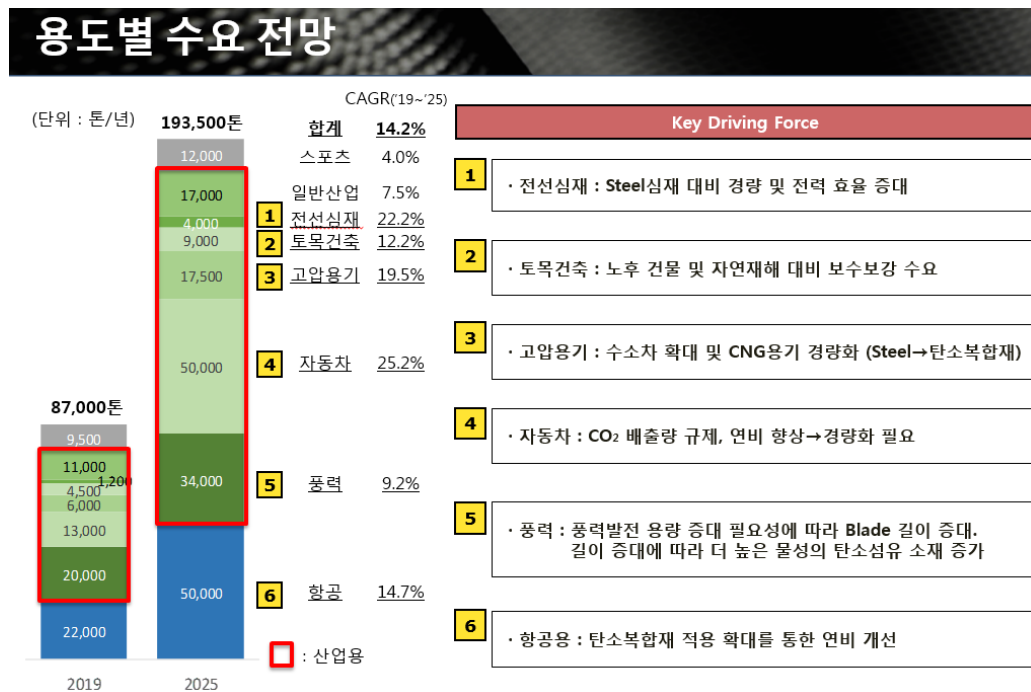 용도별 수요 전망
(단위 : 톤/년)
193,500톤
12,000
17,000
4,000
9,000
17,500
50,000
34,000
50,000
2025
87,000톤
9,500
11,000
1,200
4,500
6,000
13,000
20,000
22,000
2019
CAGR('19~'25)
합계 14.2%
스포츠 4.0%
일반산업 7.5%
1 전선심재 22.2%
2 토목건축 12.2%
3 고압용기 19.5%
4 자동차 25.2%
5 풍력 9.2%
6 항공 14.7%
: 산업용
Key Driving Force
1
· 전선심재 : Steel심재 대비 경량 및 전력 효율 증대
2
· 토목건축 : 노후 건물 및 자연재해 대비 보수보강 수요
3
· 고압용기 : 수소차 확대 및 CNG용기 경량화 (Steel→탄소복합재)
4
· 자동차 : CO₂ 배출량 규제, 연비 향상→경량화 필요
5
· 풍력 : 풍력발전 용량 증대 필요성에 따라 Blade 길이 증대.
길이 증대에 따라 더 높은 물성의 탄소섬유 소재 증가
6
· 항공용 : 탄소복합재 적용 확대를 통한 연비 개선